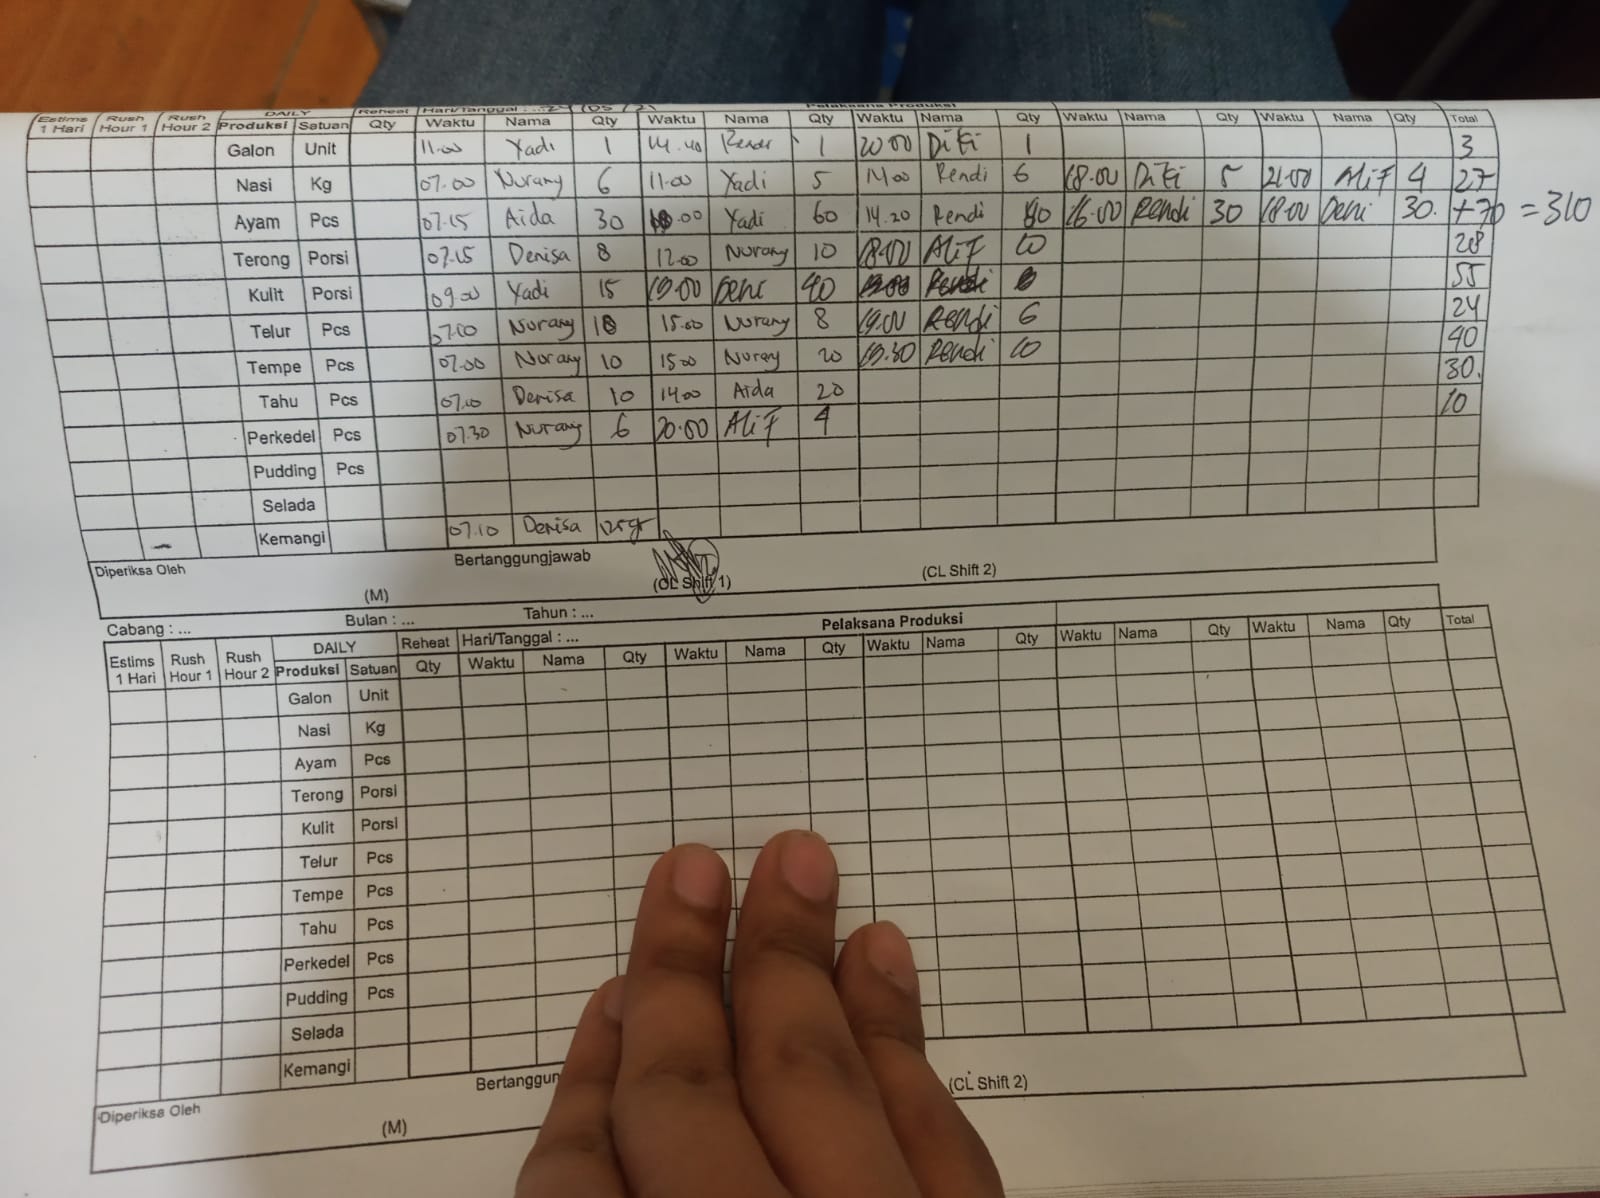 DAILY Reheat Hari/Tanggal : ... 24/05/21 Pelaksana Produksi
Estims 1 Hari Rush Hour 1 Rush Hour 2 Produksi Satuan Qty Waktu Nama Qty Waktu Nama Qty Waktu Nama Qty Waktu Nama Qty Waktu Nama Qty Total
Galon Unit 11.00 Yadi 1 14.40 1 20.00 Diki 1 3
Nasi Kg 07.00 Nurany 6 11.00 Yadi 5 14.00 Rendi 6 18.00 Diki 5 21.00 Alif 4 27
Ayam Pcs 07.15 Aida 30 Yadi 60 14.20 Rendi 16.00 Rendi 30 18.00 Deni 30. +70 = 310
Terong Porsi 07.15 Denisa 8 12.00 Nurany 10 18.00 Alif 10 28
Kulit Porsi 09.00 Yadi 15 19.00 Deni 40 55
Telur Pcs 07.00 Nurany 10 15.00 Nurany 8 19.00 Rendi 6 24
Tempe Pcs 07.00 Nurany 10 15.00 Nurany 20 19.30 Rendi 10 40
Tahu Pcs 07.10 Denisa 10 14.00 Aida 20 30.
Perkedel Pcs 07.30 Nurany 6 20.00 Alif 4 10
Pudding Pcs
Selada
Kemangi 07.10 Denisa 125gr
Diperiksa Oleh Bertanggungjawab
(M) (CL Shift 1) (CL Shift 2)
Cabang : ... Bulan : ... Tahun : ...
DAILY Reheat Hari/Tanggal : ... Pelaksana Produksi
Estims 1 Hari Rush Hour 1 Rush Hour 2 Produksi Satuan Qty Waktu Nama Qty Waktu Nama Qty Waktu Nama Qty Waktu Nama Qty Waktu Nama Qty Total
Galon Unit
Nasi Kg
Ayam Pcs
Terong Porsi
Kulit Porsi
Telur Pcs
Tempe Pcs
Tahu Pcs
Perkedel Pcs
Pudding Pcs
Selada
Kemangi
Diperiksa Oleh Bertanggun
(M) (CL Shift 2)